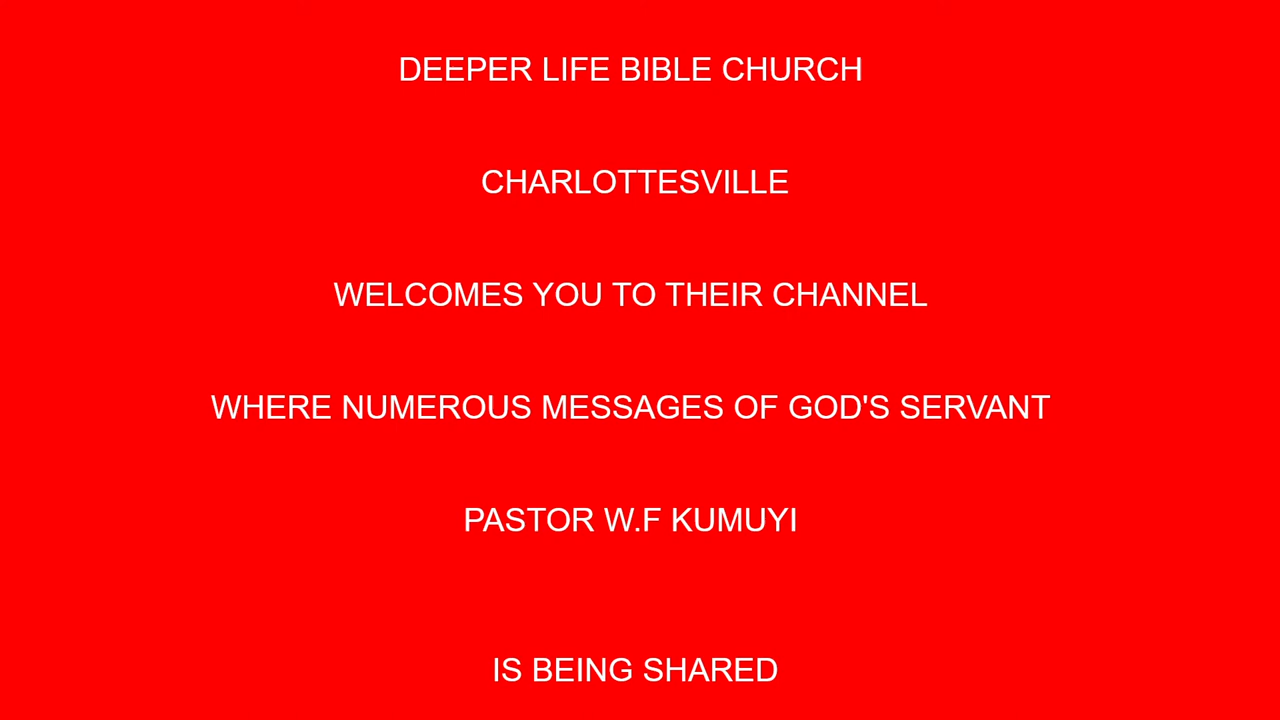 DEEPER LIFE BIBLE CHURCH
CHARLOTTESVILLE
WELCOMES YOU TO THEIR CHANNEL
WHERE NUMEROUS MESSAGES OF GOD'S SERVANT
PASTOR W.F KUMUYI
IS BEING SHARED